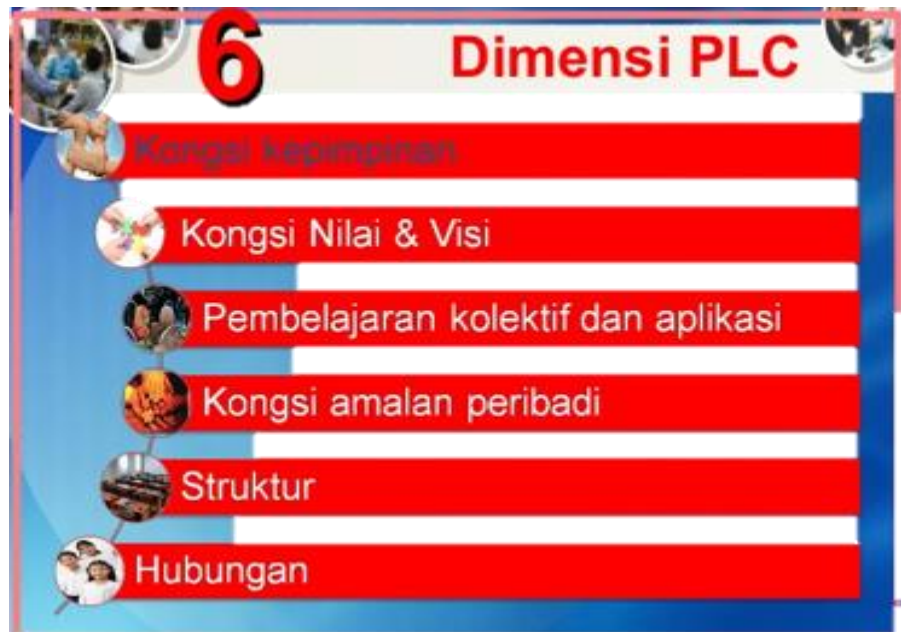 6 Dimensi PLC
Kongsi kepimpinan
Kongsi Nilai & Visi
Pembelajaran kolektif dan aplikasi
Kongsi amalan peribadi
Struktur
Hubungan